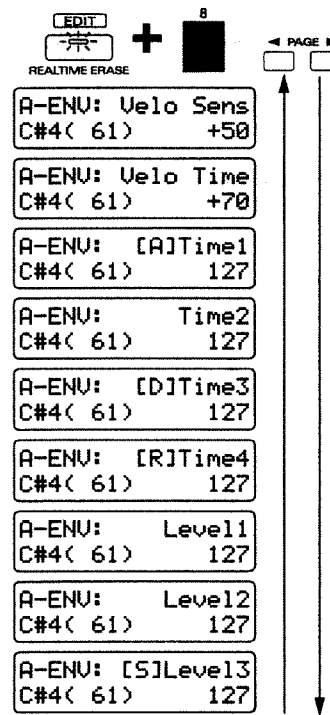 8
EDIT
+
◄ PAGE ►
REALTIME ERASE
A-ENV: Velo Sens
C#4( 61) +50
A-ENV: Velo Time
C#4( 61) +70
A-ENV: [A]Time1
C#4( 61) 127
A-ENV: Time2
C#4( 61) 127
A-ENV: [D]Time3
C#4( 61) 127
A-ENV: [R]Time4
C#4( 61) 127
A-ENV: Level1
C#4( 61) 127
A-ENV: Level2
C#4( 61) 127
A-ENV: [S]Level3
C#4( 61) 127